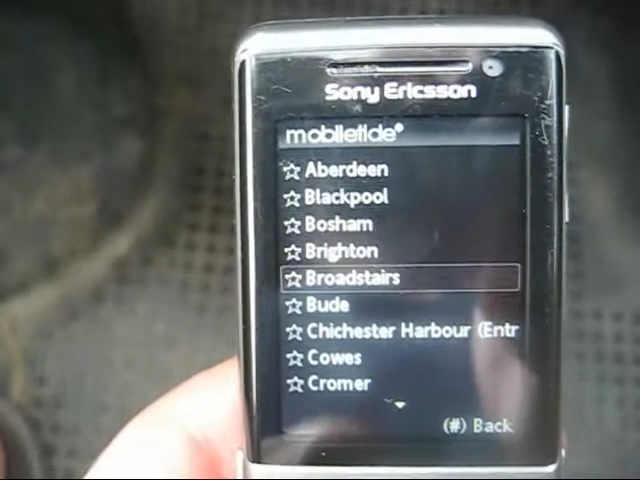 Sony Ericsson
mobiletide®
Aberdeen
Blackpool
Bosham
Brighton
Broadstairs
Bude
Chichester Harbour (Entr
Cowes
Cromer
(#) Back